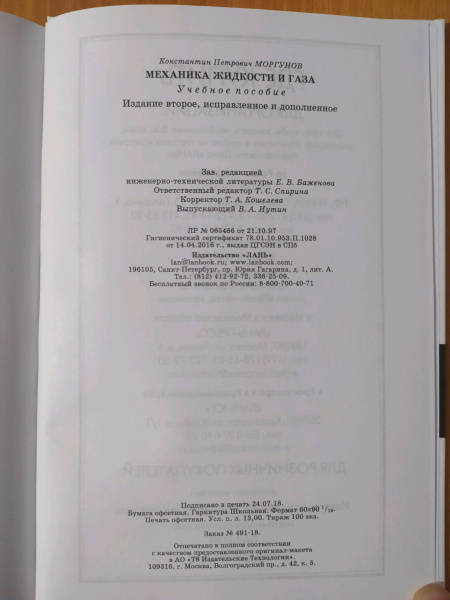 Константин Петрович МОРГУНОВ
МЕХАНИКА ЖИДКОСТИ И ГАЗА
Учебное пособие
Издание второе, исправленное и дополненное
Зав. редакцией
инженерно-технической литературы Е. В. Баженова
Ответственный редактор Т. С. Спирина
Корректор Т. А. Кошелева
Выпускающий В. А. Иутин
ЛР № 065466 от 21.10.97
Гигиенический сертификат 78.01.10.953.П.1028
от 14.04.2016 г., выдан ЦГСЭН в СПб
Издательство «ЛАНЬ»
lan@lanbook.ru; www.lanbook.com;
196105, Санкт-Петербург, пр. Юрия Гагарина, д. 1, лит. А.
Тел.: (812) 412-92-72, 336-25-09.
Бесплатный звонок по России: 8-800-700-40-71
ДЛЯ РОЗНИЧНЫХ ПОКУПАТЕЛЕЙ
Подписано в печать 24.07.18.
Бумага офсетная. Гарнитура Школьная. Формат 60×90 1/16.
Печать офсетная. Усл. п. л. 13,00. Тираж 100 экз.
Заказ № 491-18.
Отпечатано в полном соответствии
с качеством предоставленного оригинал-макета
в АО «Т8 Издательские Технологии».
109316, г. Москва, Волгоградский пр., д. 42, к. 5.